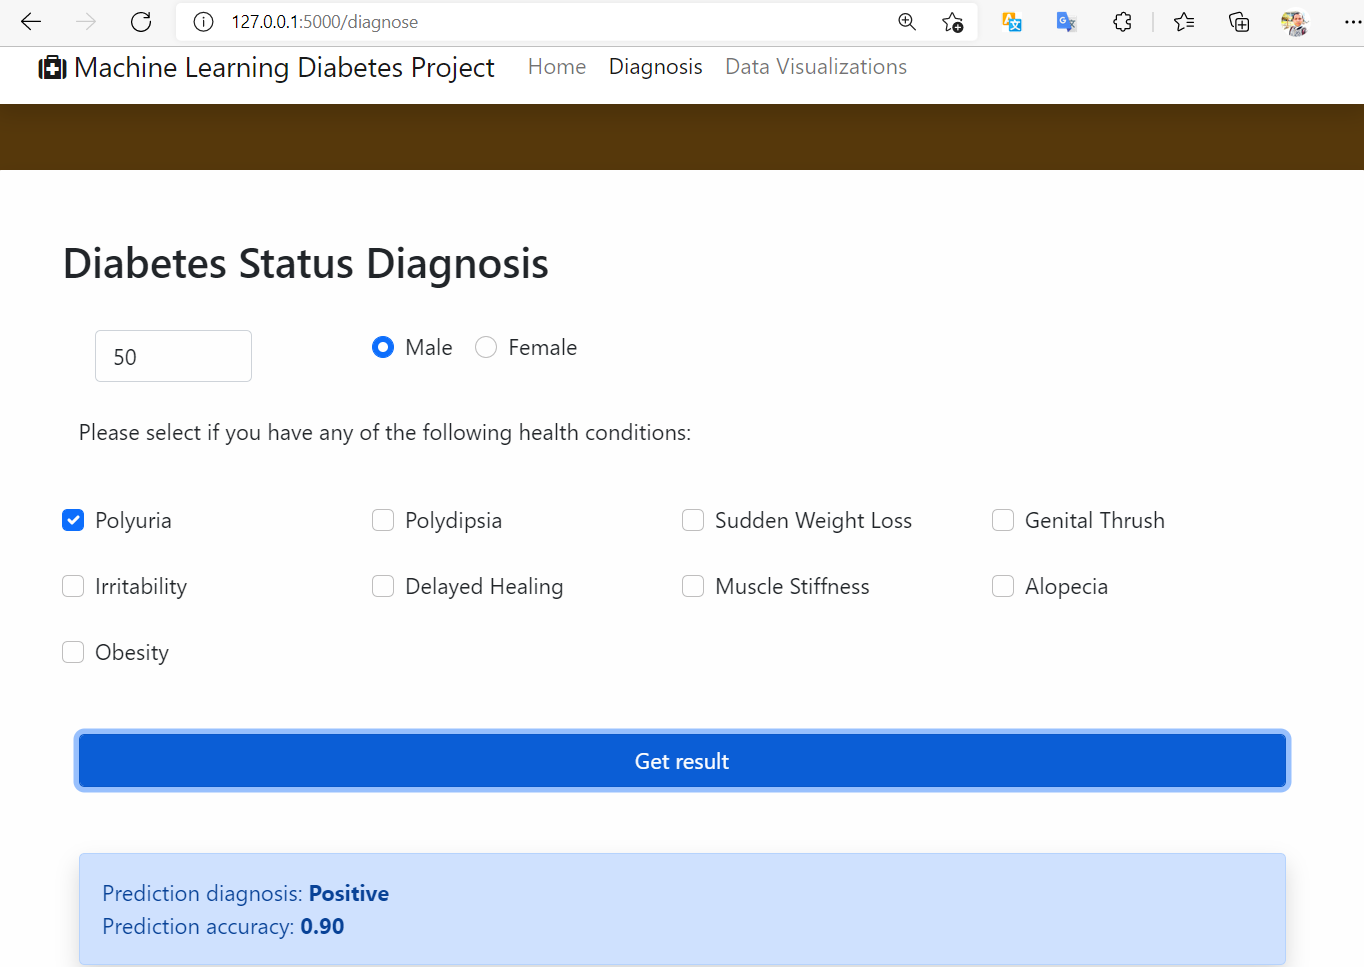 127.0.0.1:5000/diagnose
Machine Learning Diabetes Project Home Diagnosis Data Visualizations
Diabetes Status Diagnosis
50 Male Female
Please select if you have any of the following health conditions:
Polyuria Polydipsia Sudden Weight Loss Genital Thrush
Irritability Delayed Healing Muscle Stiffness Alopecia
Obesity
Get result
Prediction diagnosis: Positive
Prediction accuracy: 0.90